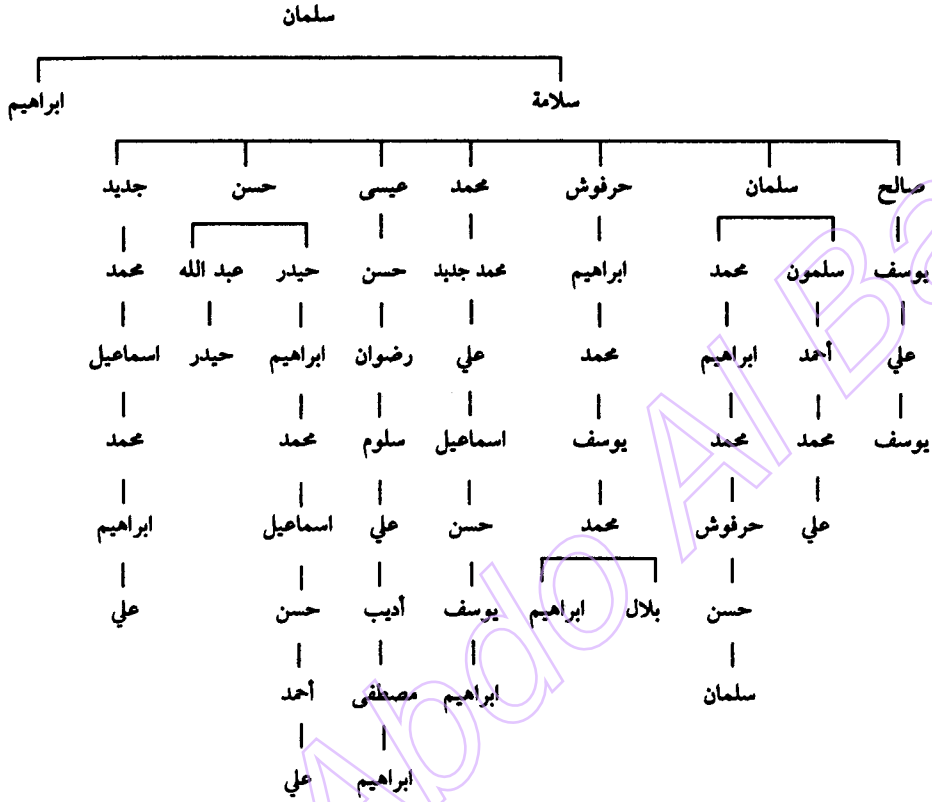 سلمان
سلامة ابراهيم
صالح سلمان حرفوش محمد عيسى حسن جديد
يوسف سلمون محمد ابراهيم محمد جديد حسن حيدر عبد الله محمد
علي أحمد ابراهيم محمد علي رضوان ابراهيم حيدر اسماعيل
يوسف محمد محمد يوسف اسماعيل سلوم محمد محمد
علي حرفوش محمد حسن علي اسماعيل ابراهيم
حسن بلال ابراهيم يوسف أديب حسن علي
سلمان ابراهيم مصطفى أحمد
ابراهيم علي
Abdo Al Ba